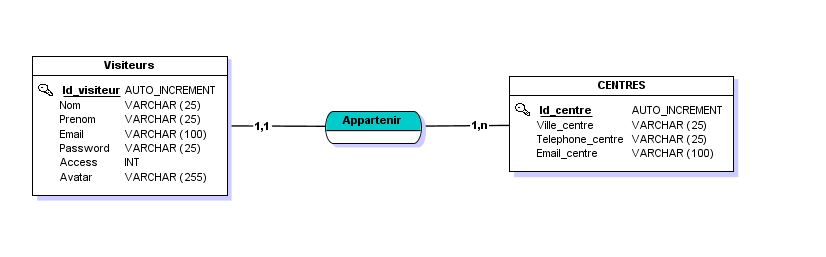 Visiteurs
Id_visiteur AUTO_INCREMENT
Nom VARCHAR (25)
Prenom VARCHAR (25)
Email VARCHAR (100)
Password VARCHAR (25)
Access INT
Avatar VARCHAR (255)
1,1
Appartenir
1,n
CENTRES
Id_centre AUTO_INCREMENT
Ville_centre VARCHAR (25)
Telephone_centre VARCHAR (25)
Email_centre VARCHAR (100)